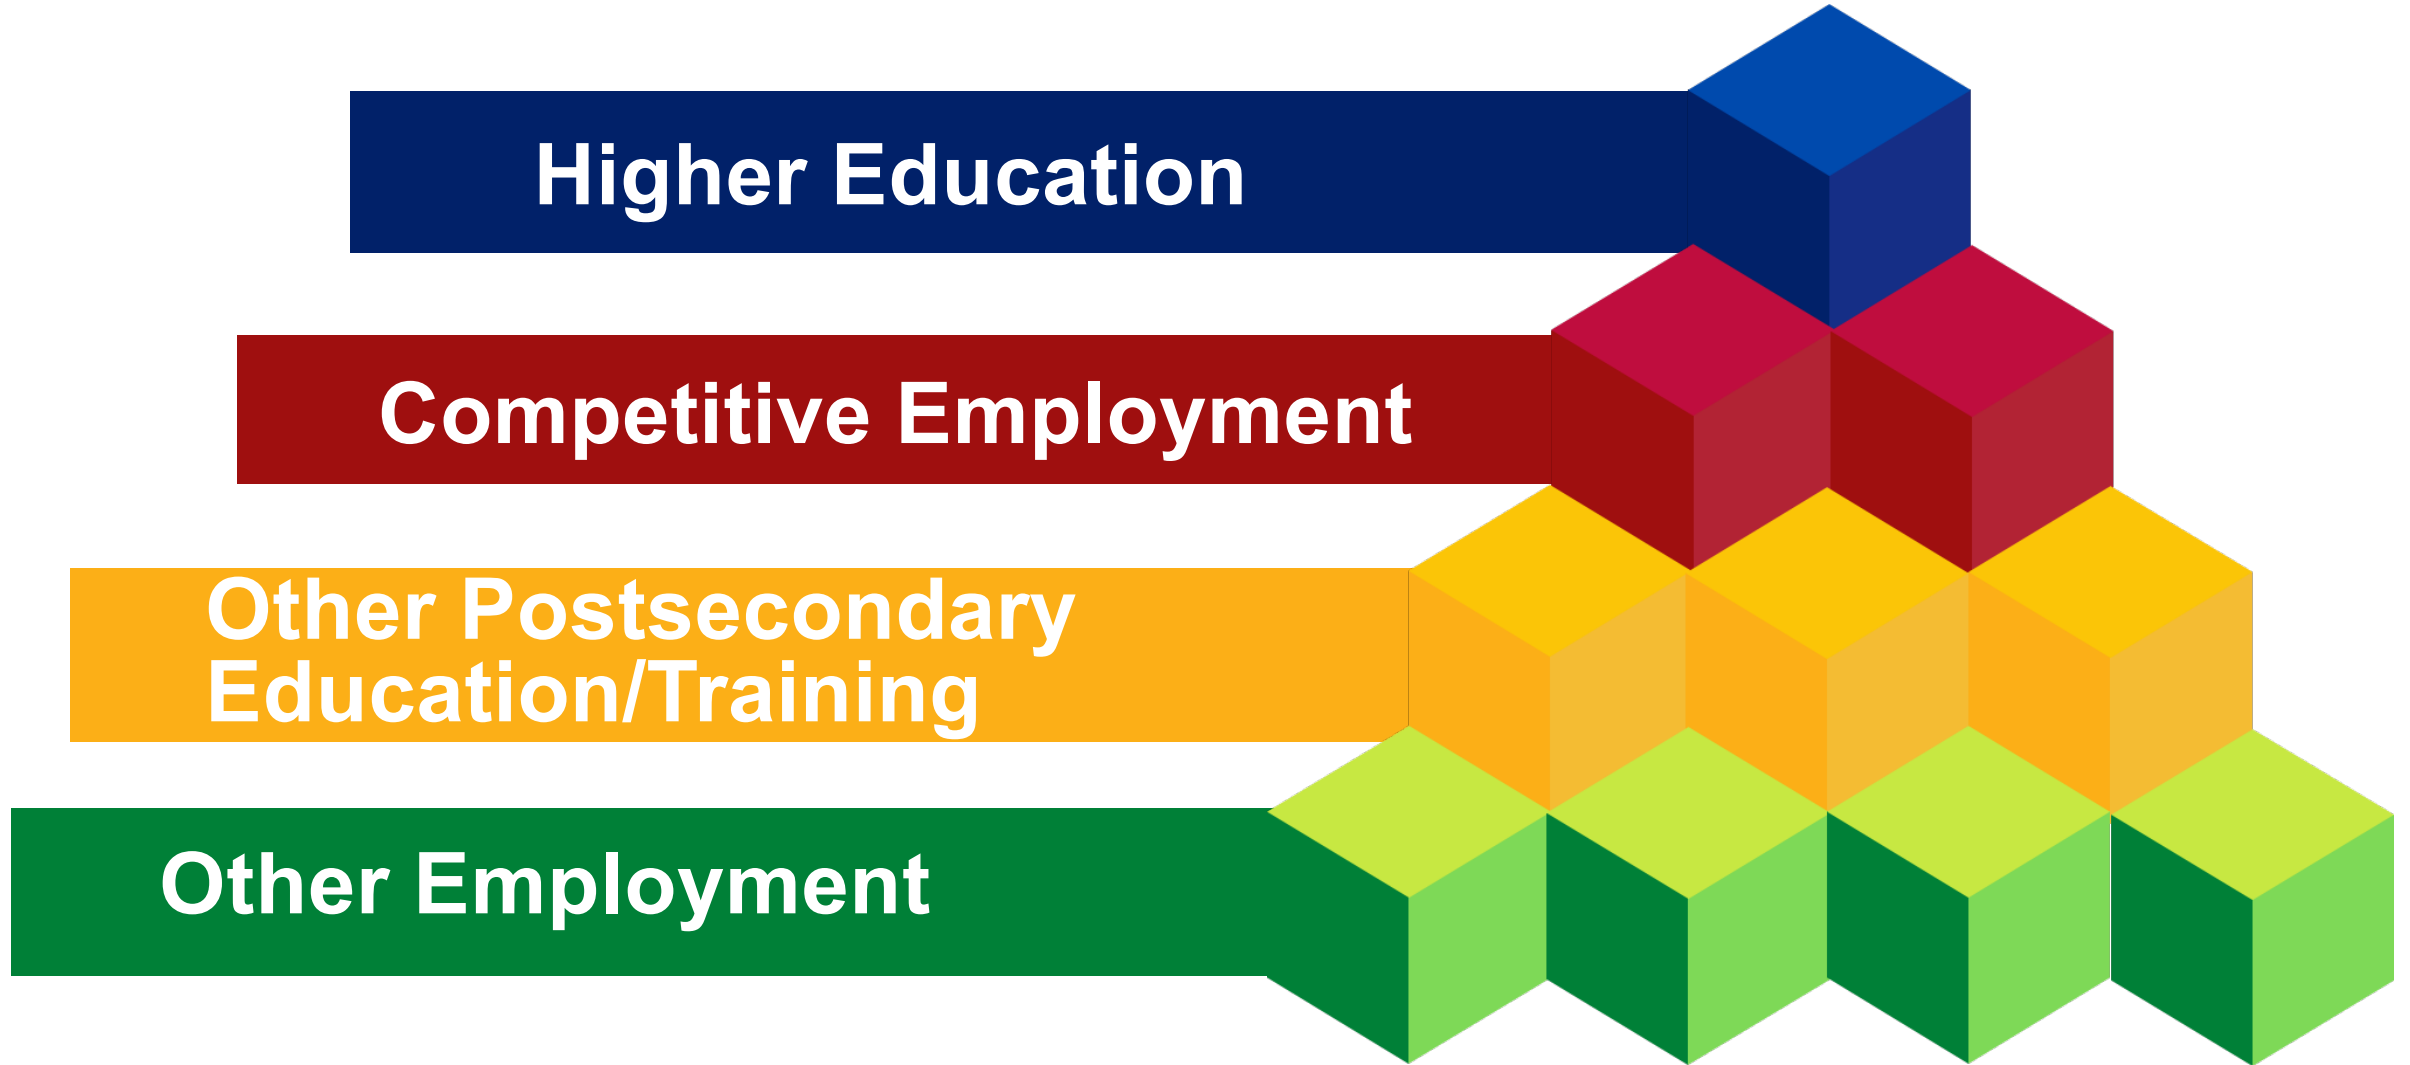 Higher Education
Competitive Employment
Other Postsecondary
Education/Training
Other Employment